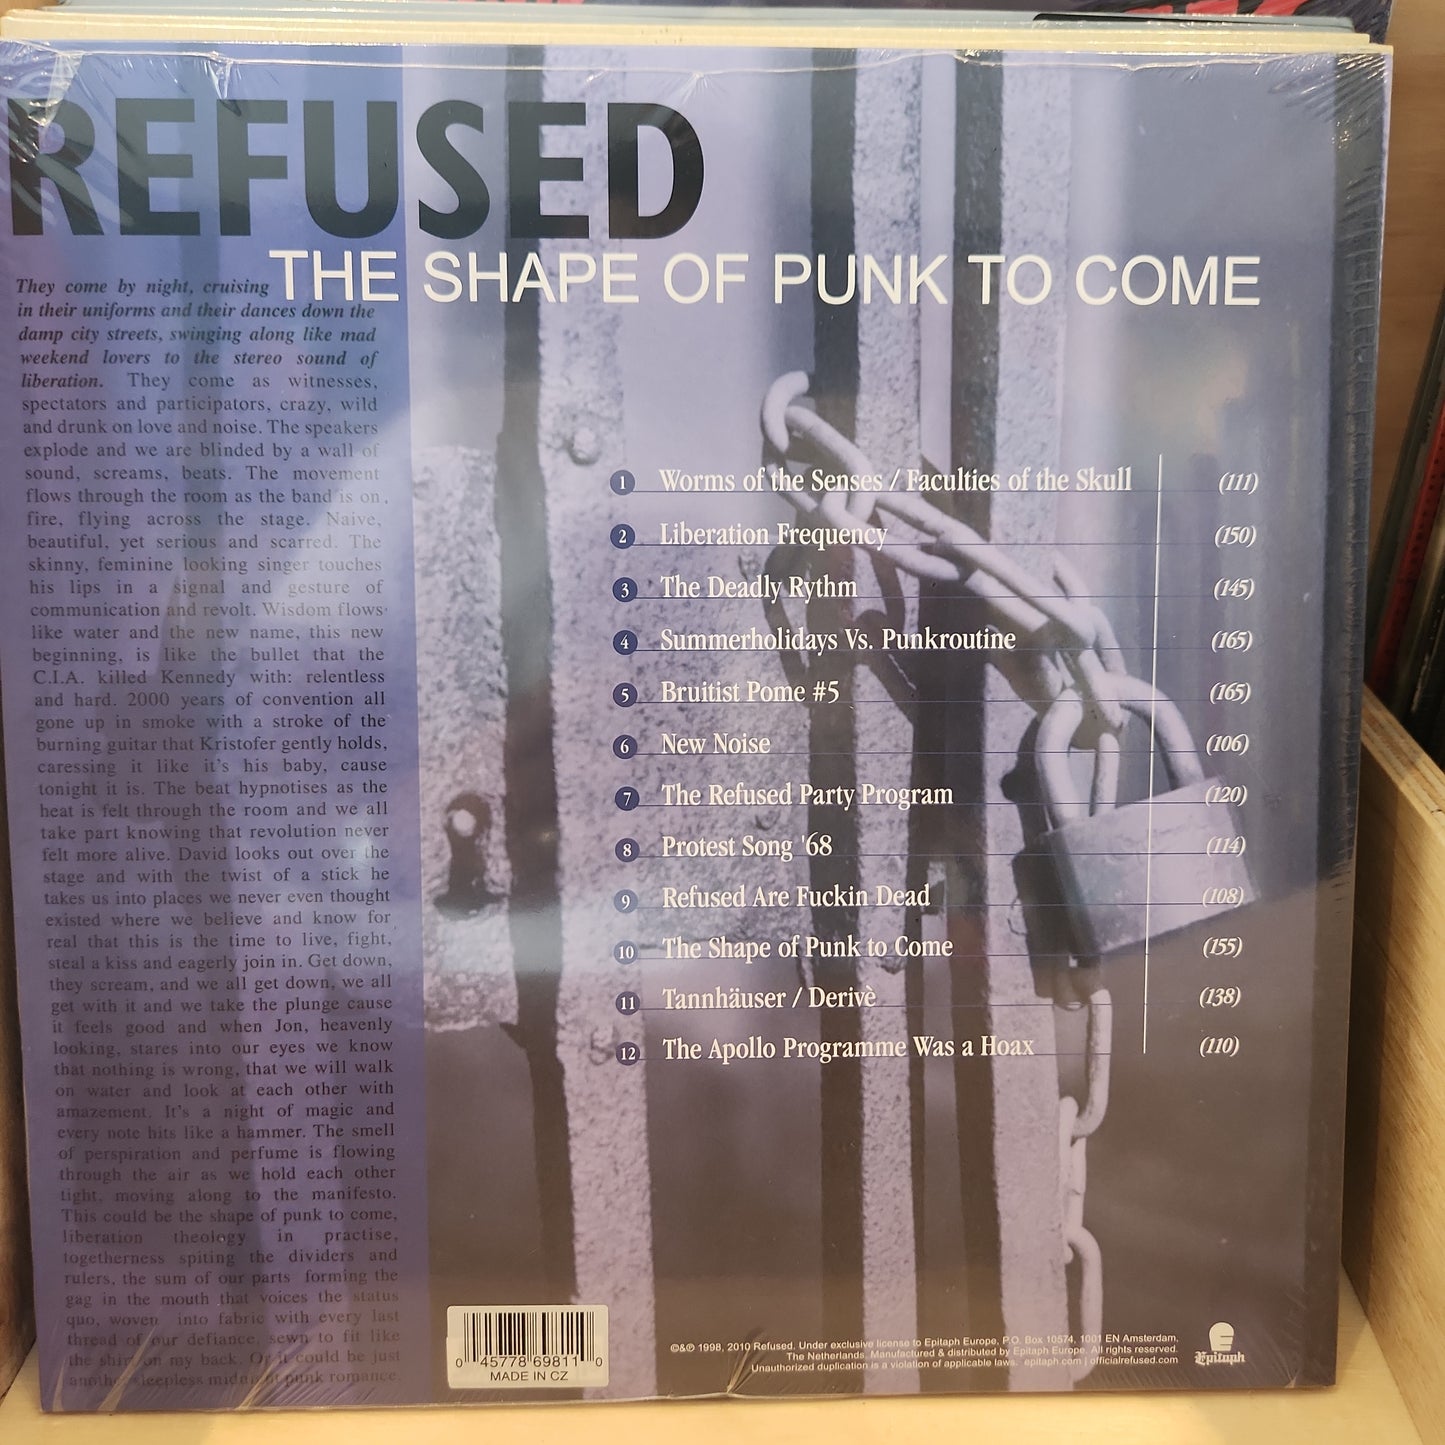 REFUSED
THE SHAPE OF PUNK TO COME
They come by night, cruising
in their uniforms and their dances down the
damp city streets, swinging along like mad
weekend lovers to the stereo sound of
liberation. They come as witnesses,
spectators and participators, crazy, wild
and drunk on love and noise. The speakers
explode and we are blinded by a wall of
sound, screams, beats. The movement
flows through the room as the band is on
fire, flying across the stage. Naive,
beautiful, yet serious and scarred. The
skinny, feminine looking singer touches
his lips in a signal and gesture of
communication and revolt. Wisdom flows
like water and the new name, this new
beginning, is like the bullet that the
C.I.A. killed Kennedy with: relentless
and hard. 2000 years of convention all
gone up in smoke with a stroke of the
burning guitar that Kristofer gently holds,
caressing it like it's his baby, cause
tonight it is. The beat hypnotises as the
heat is felt through the room and we all
take part knowing that revolution never
felt more alive. David looks out over the
stage and with the twist of a stick he
takes us into places we never even thought
existed where we believe and know for
real that this is the time to live, fight,
steal a kiss and eagerly join in. Get down,
they scream, and we all get down, we all
get with it and we take the plunge cause
it feels good and when Jon, heavenly
looking, stares into our eyes we know
that nothing is wrong, that we will walk
on water and look at each other with
amazement. It's a night of magic and
every note hits like a hammer. The smell
of perspiration and perfume is flowing
through the air as we hold each other
tight, moving along to the manifesto.
This could be the shape of punk to come,
liberation theology in practise,
togetherness spiting the dividers and
rulers, the sum of our parts forming the
gag in the mouth that voices the status
quo, woven into fabric with every last
thread of our defiance, sewn to fit like
the shirt on my back. Or it could be just
another sleepless midnight punk romance.
1 Worms of the Senses / Faculties of the Skull (111)
2 Liberation Frequency (150)
3 The Deadly Rythm (145)
4 Summerholidays Vs. Punkroutine (165)
5 Bruitist Pome #5 (165)
6 New Noise (106)
7 The Refused Party Program (120)
8 Protest Song '68 (114)
9 Refused Are Fuckin Dead (108)
10 The Shape of Punk to Come (155)
11 Tannhäuser / Derivè (138)
12 The Apollo Programme Was a Hoax (110)
0 45778 69811 0
MADE IN CZ
©&℗ 1998, 2010 Refused. Under exclusive license to Epitaph Europe, P.O. Box 10574, 1001 EN Amsterdam,
The Netherlands. Manufactured & distributed by Epitaph Europe. All rights reserved.
Unauthorized duplication is a violation of applicable laws. epitaph.com | officialrefused.com
Epitaph